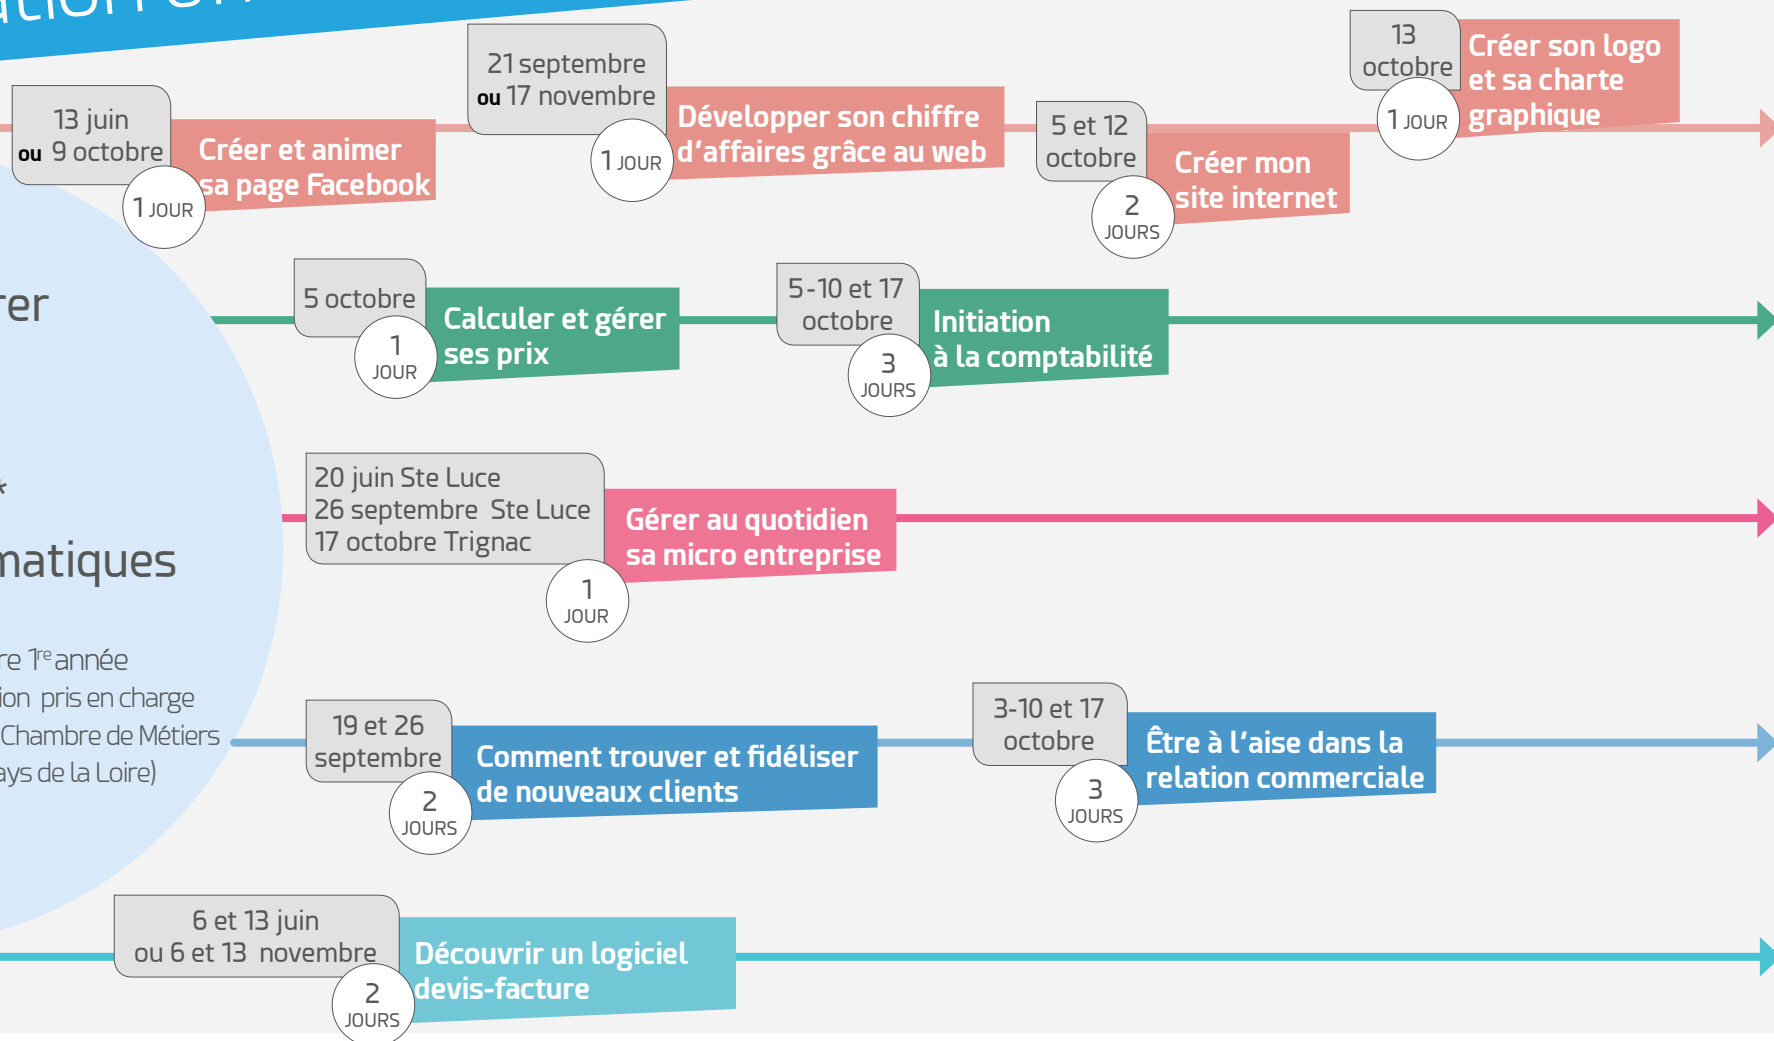 13 juin
ou 9 octobre
1 JOUR
Créer et animer
sa page Facebook
21 septembre
ou 17 novembre
1 JOUR
Développer son chiffre
d'affaires grâce au web
5 et 12
octobre
2
JOURS
Créer mon
site internet
13
octobre
1 JOUR
Créer son logo
et sa charte
graphique
5 octobre
1
JOUR
Calculer et gérer
ses prix
5-10 et 17
octobre
3
JOURS
Initiation
à la comptabilité
*
20 juin Ste Luce
26 septembre Ste Luce
17 octobre Trignac
1
JOUR
Gérer au quotidien
sa micro entreprise
1re année
pris en charge
Chambre de Métiers
de la Loire)
19 et 26
septembre
2
JOURS
Comment trouver et fidéliser
de nouveaux clients
3-10 et 17
octobre
3
JOURS
Être à l'aise dans la
relation commerciale
6 et 13 juin
ou 6 et 13 novembre
2
JOURS
Découvrir un logiciel
devis-facture